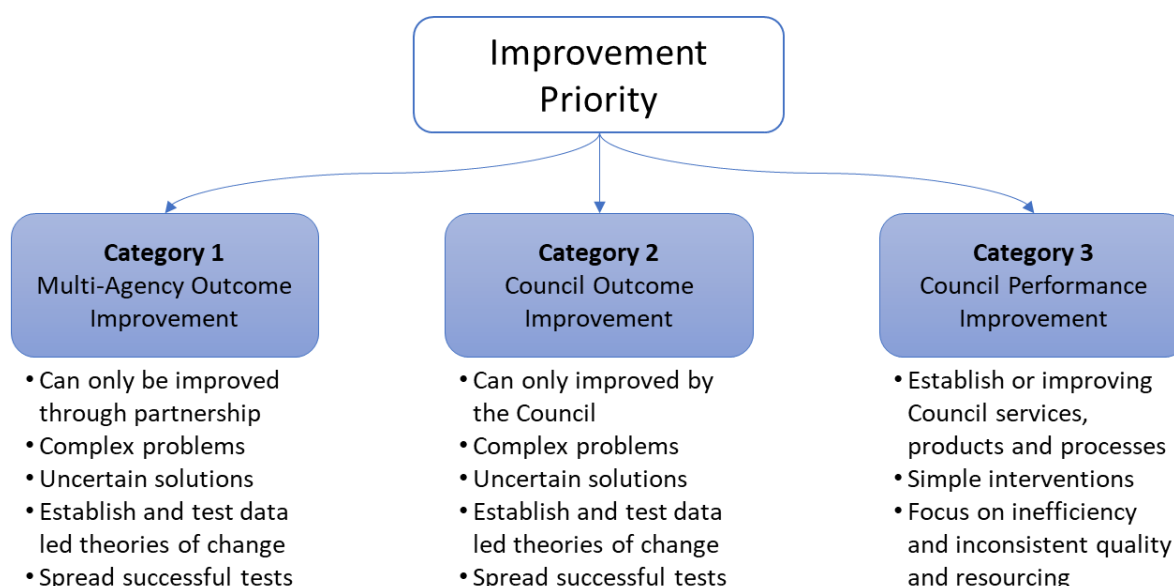 Improvement
Priority
Category 1
Multi-Agency Outcome
Improvement
• Can only be improved
through partnership
• Complex problems
• Uncertain solutions
• Establish and test data
led theories of change
• Spread successful tests
Category 2
Council Outcome
Improvement
• Can only improved by
the Council
• Complex problems
• Uncertain solutions
• Establish and test data
led theories of change
• Spread successful tests
Category 3
Council Performance
Improvement
• Establish or improving
Council services,
products and processes
• Simple interventions
• Focus on inefficiency
and inconsistent quality
and resourcing